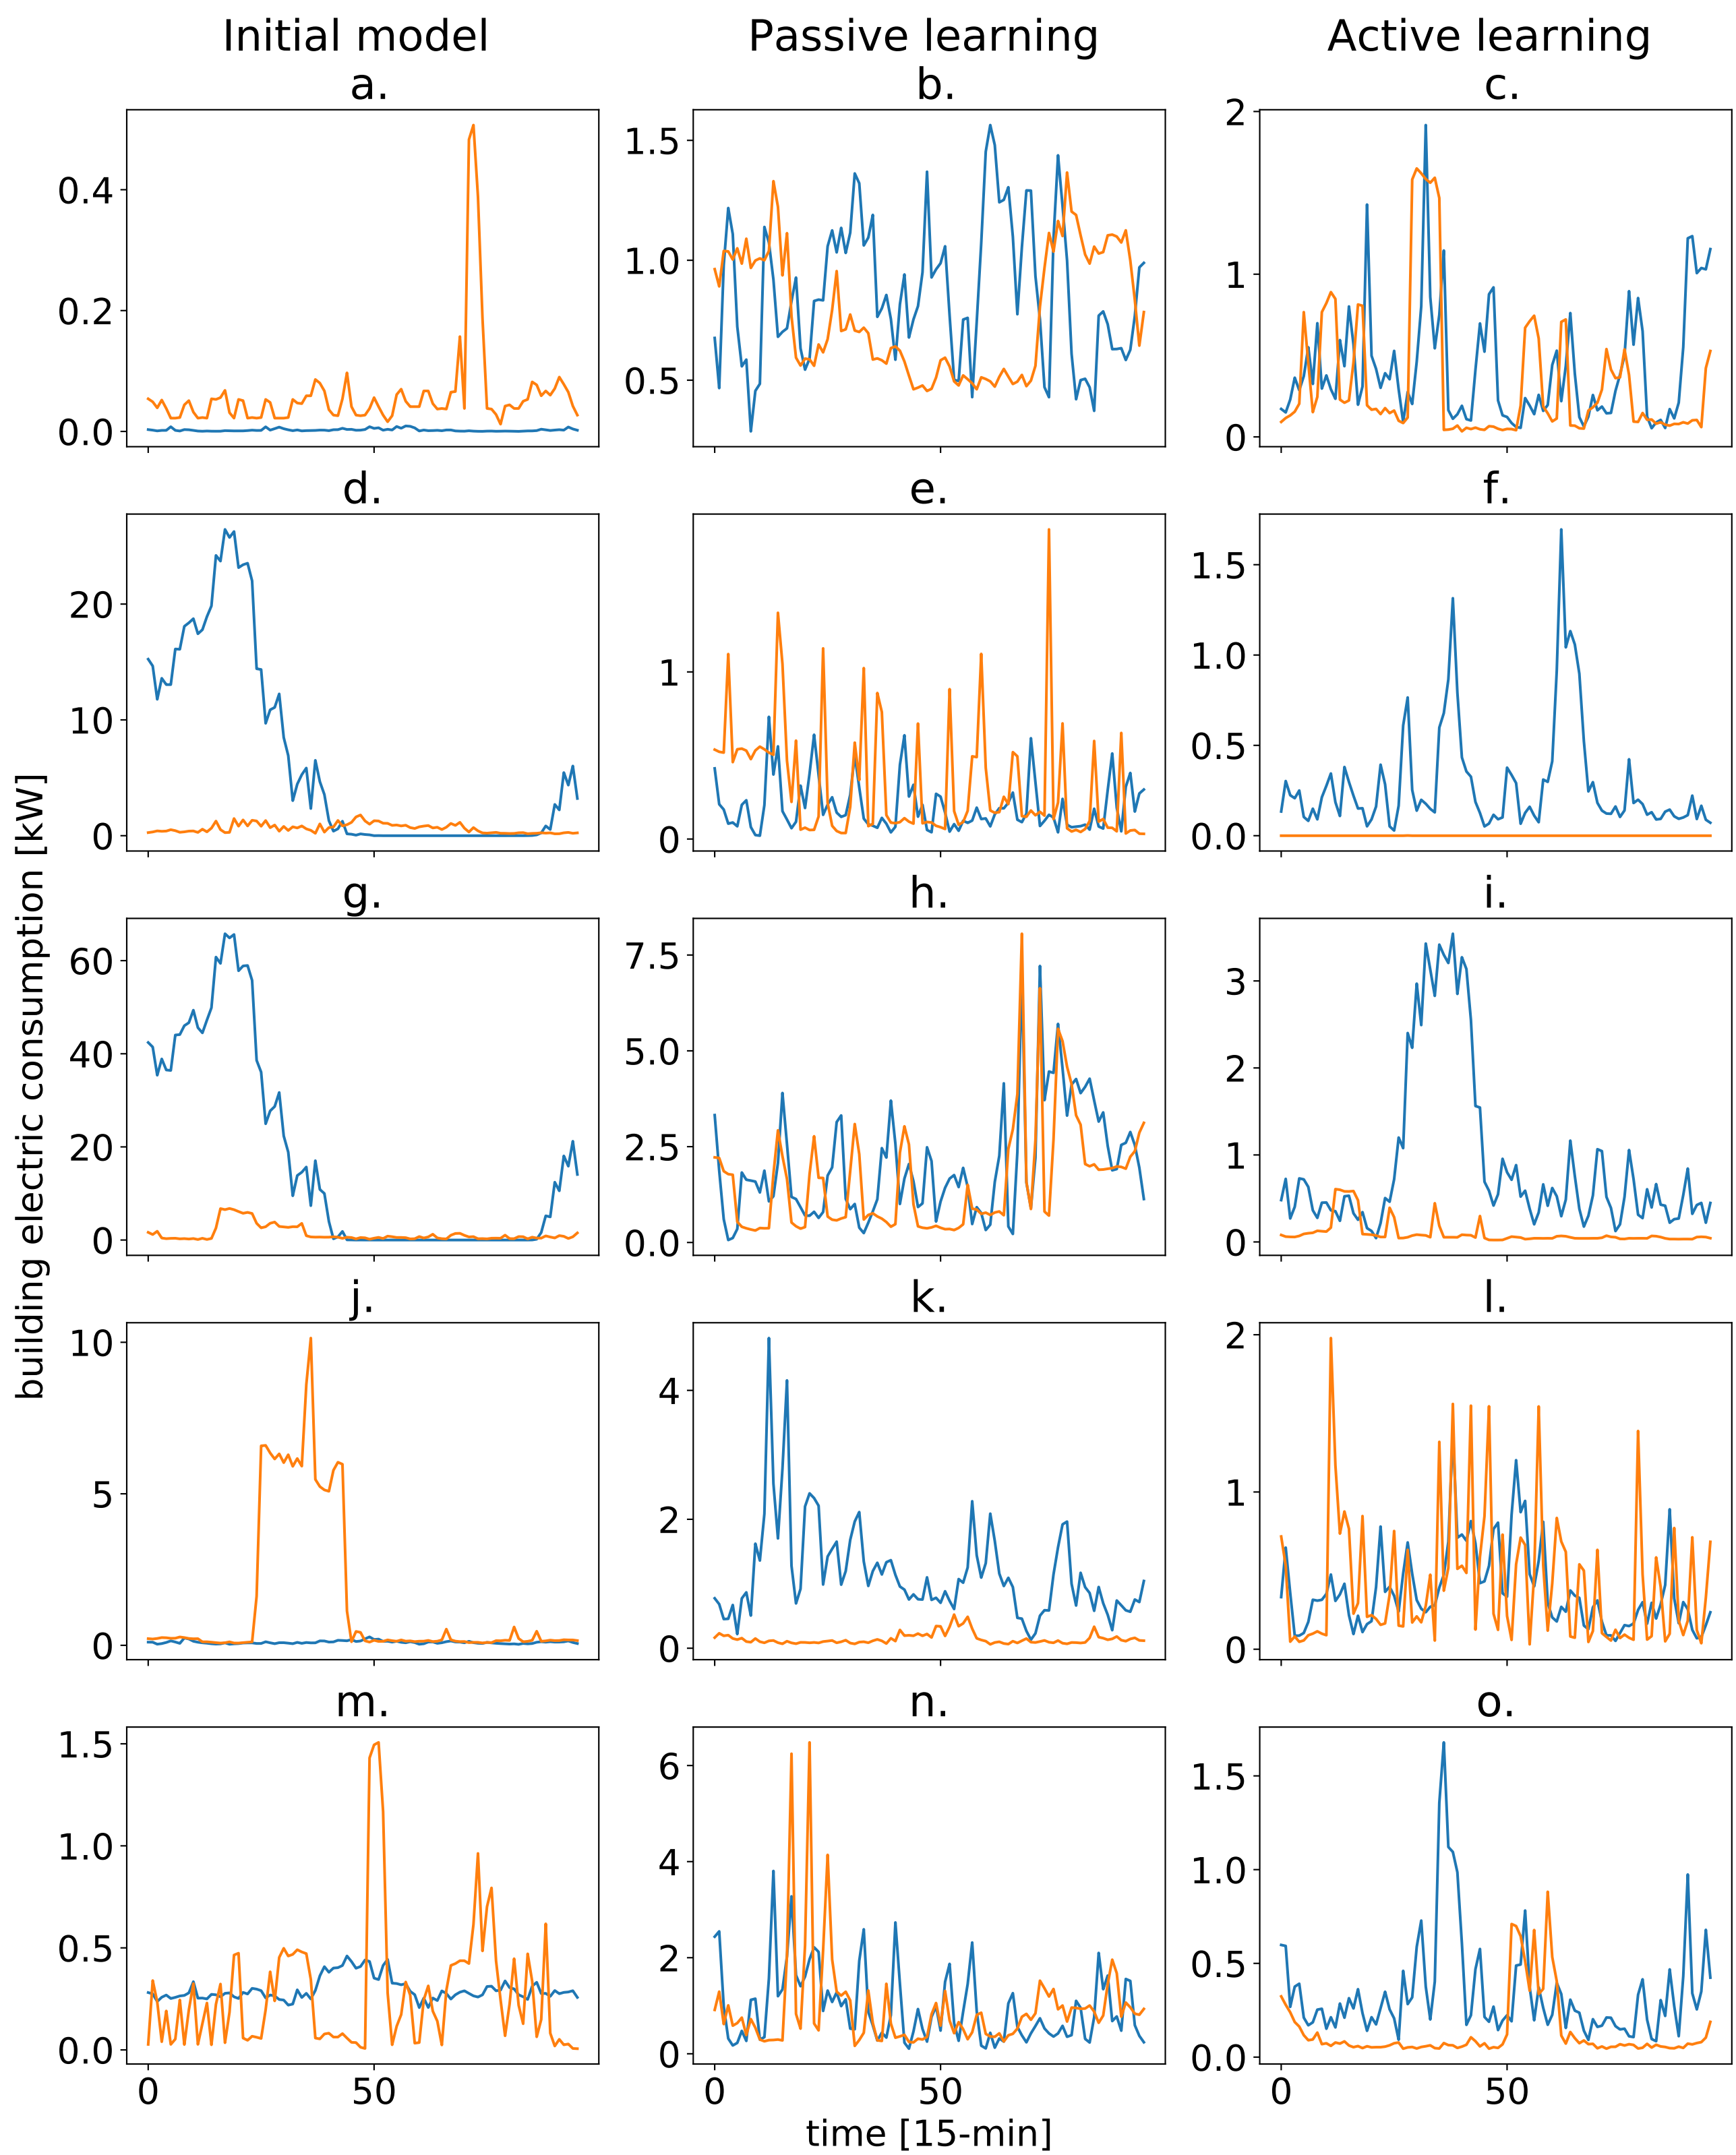 Initial model
Passive learning
Active learning
a.
b.
c.
0.4
0.2
0.0
1.5
1.0
0.5
2
1
0
d.
e.
f.
20
10
0
1
0
1.5
1.0
0.5
0.0
building electric consumption [kW]
g.
h.
i.
60
40
20
0
7.5
5.0
2.5
0.0
3
2
1
0
j.
k.
l.
10
5
0
4
2
0
2
1
0
m.
n.
o.
1.5
1.0
0.5
0.0
6
4
2
0
1.5
1.0
0.5
0.0
0 50
0 50
0 50
time [15-min]